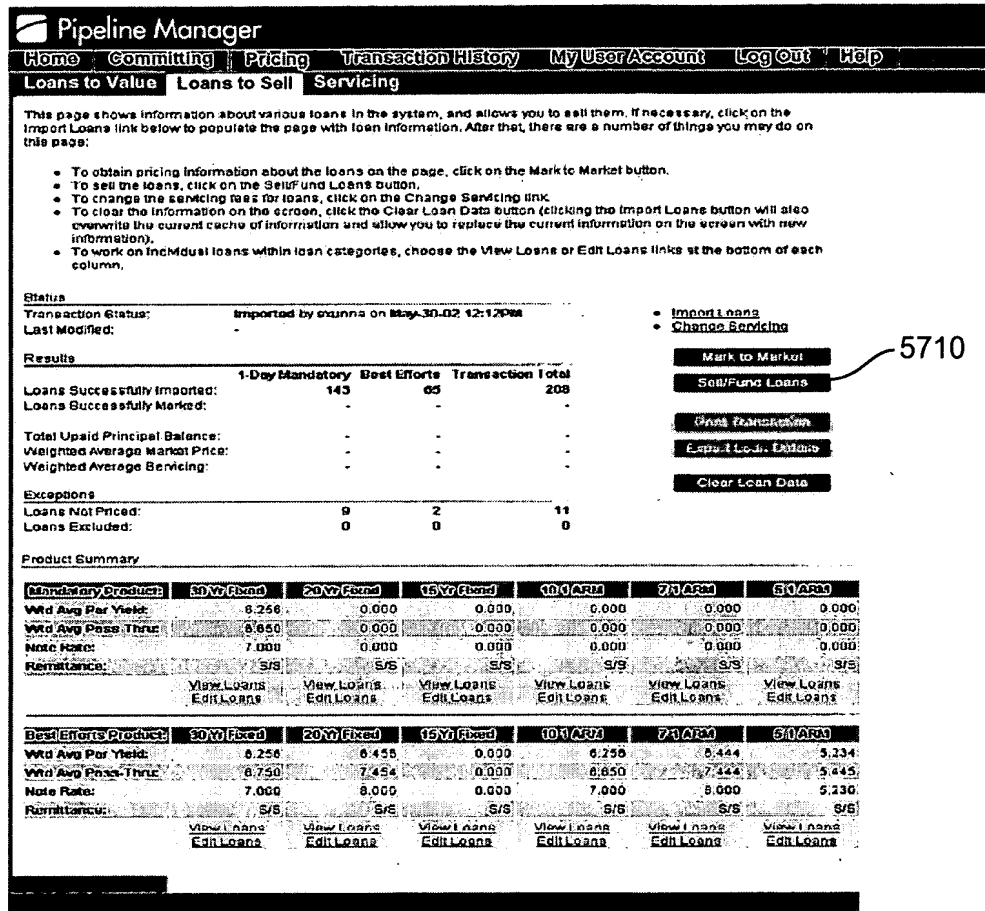 Pipeline Manager
Home Committing Pricing Transaction History My User Account Log Out Help
Loans to Value Loans to Sell Servicing
This page shows information about various loans in the system, and allows you to sell them. If necessary, click on the
Import Loans link below to populate the page with loan information. After that, there are a number of things you may do on
this page:
• To obtain pricing information about the loans on the page, click on the Mark to Market button.
• To sell the loans, click on the Sell/Fund Loans button.
• To change the servicing fees for loans, click on the Change Servicing link.
• To clear the information on the screen, click the Clear Loan Data button (clicking the Import Loans button will also
overwrite the current cache of information and allow you to replace the current information on the screen with new
information).
• To work on individual loans within loan categories, choose the View Loans or Edit Loans links at the bottom of each
column.
Status
Transaction Status: Imported by on May-30-02 12:12PM
Last Modified: -
• Import Loans
• Change Servicing
Results
Mark to Market
5710
1-Day Mandatory Best Efforts Transaction Total
Sell/Fund Loans
Loans Successfully Imported: 143 65 208
Loans Successfully Marked: - - -
Print Transaction
Total Upaid Principal Balance: - - -
Weighted Average Market Price: - - -
Export Loan
Weighted Average Servicing: - - -
Clear Loan Data
Exceptions
Loans Not Priced: 9 2 11
Loans Excluded: 0 0 0
Product Summary
Mandatory Product: 30 Yr Fixed 20 Yr Fixed 15 Yr Fixed 10/1 ARM 7/1 ARM 5/1 ARM
Wtd Avg Par Yield: 6.256 0.000 0.000 0.000 0.000 0.000
Wtd Avg Pass-Thru: 6.650 0.000 0.000 0.000 0.000 0.000
Note Rate: 7.000 0.000 0.000 0.000 0.000 0.000
Remittance: S/S S/S S/S S/S S/S S/S
View Loans View Loans View Loans View Loans View Loans View Loans
Edit Loans Edit Loans Edit Loans Edit Loans Edit Loans Edit Loans
Best Efforts Product: 30 Yr Fixed 20 Yr Fixed 15 Yr Fixed 10/1 ARM 7/1 ARM 5/1 ARM
Wtd Avg Par Yield: 6.256 6.456 0.000 6.256 6.444 5.234
Wtd Avg Pass-Thru: 6.750 7.454 0.000 6.650 7.444 5.445
Note Rate: 7.000 8.000 0.000 7.000 8.000 5.230
Remittance: S/S S/S S/S S/S S/S S/S
View Loans View Loans View Loans View Loans View Loans View Loans
Edit Loans Edit Loans Edit Loans Edit Loans Edit Loans Edit Loans